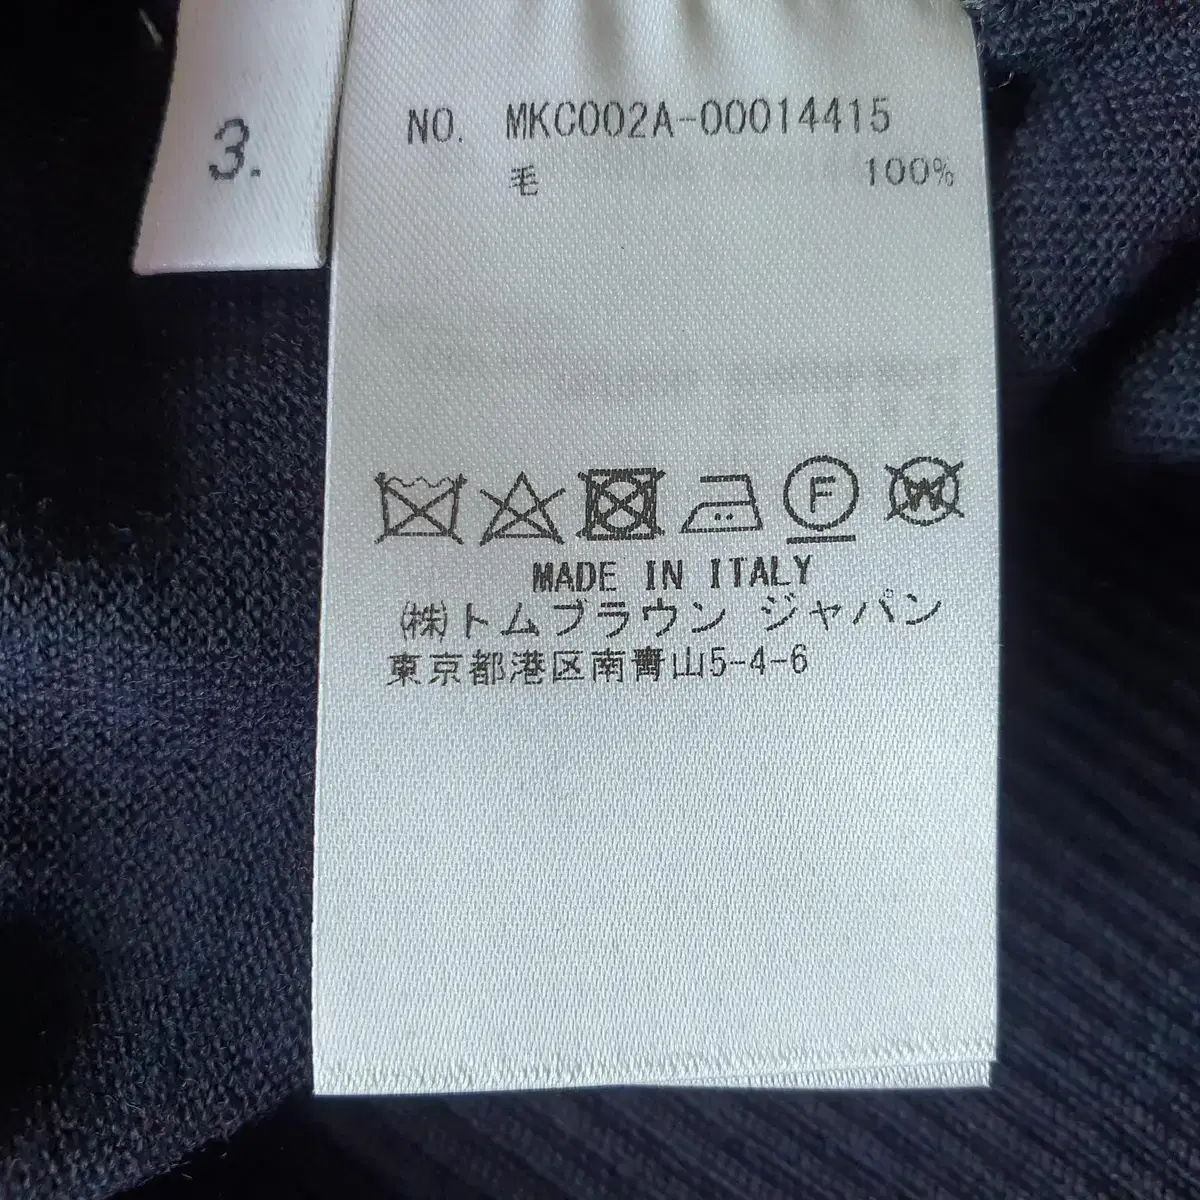 3.
NO. MKC002A-00014415
毛 100%
F
W
MADE IN ITALY
㈱トムブラウン ジャパン
東京都港区南青山5-4-6